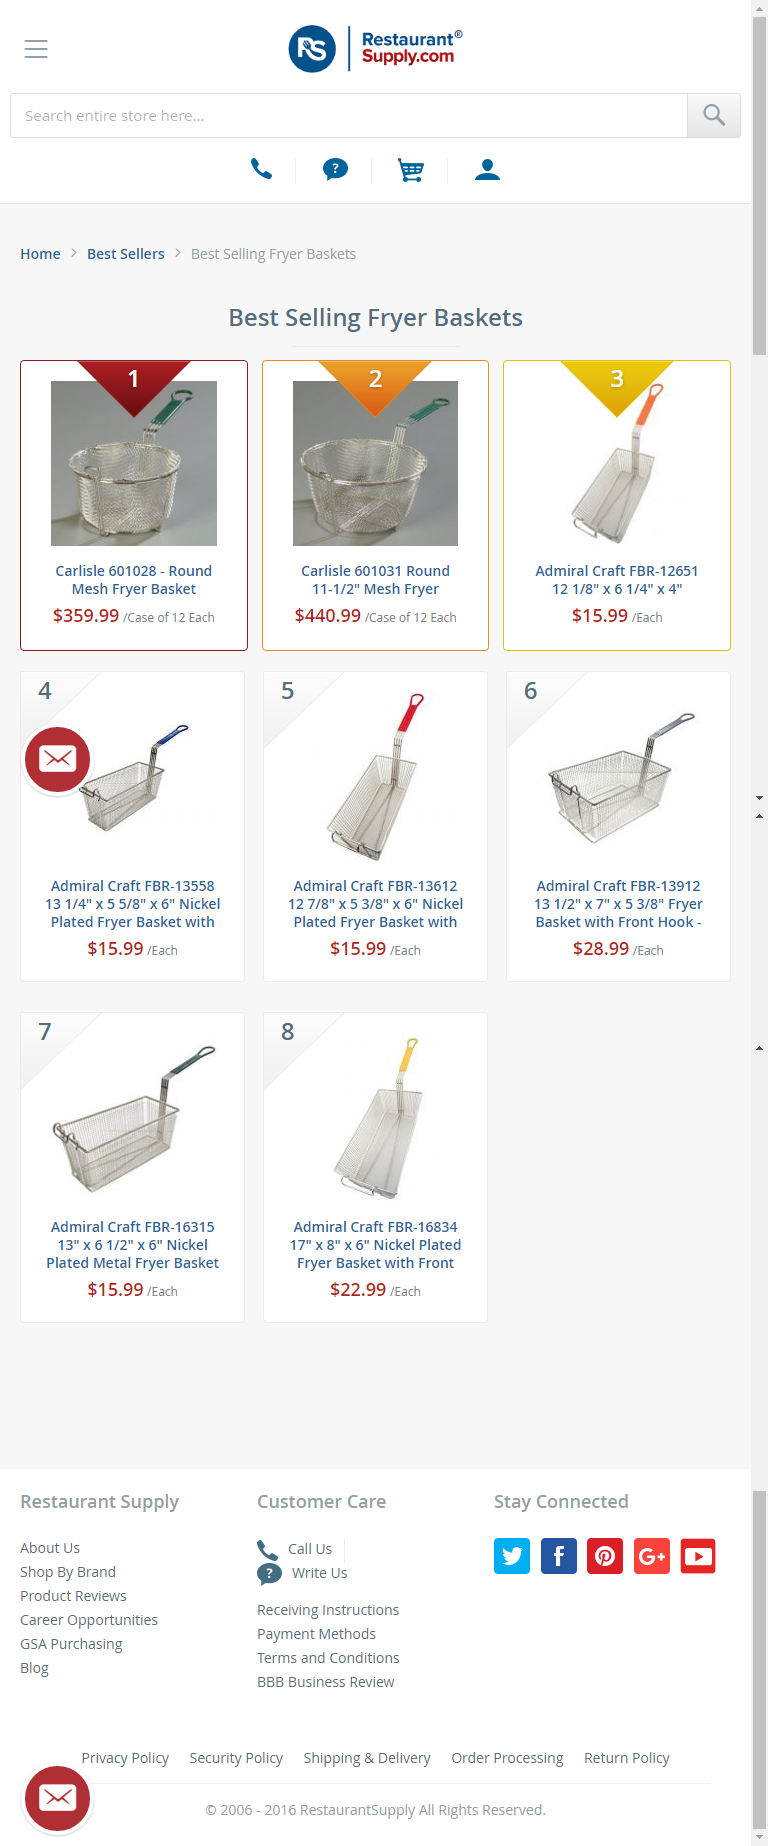 RS
Restaurant®
Supply.com
Search entire store here...
?
Home > Best Sellers > Best Selling Fryer Baskets
Best Selling Fryer Baskets
1
2
3
Carlisle 601028 - Round
Mesh Fryer Basket
$359.99 /Case of 12 Each
Carlisle 601031 Round
11-1/2" Mesh Fryer
$440.99 /Case of 12 Each
Admiral Craft FBR-12651
12 1/8" x 6 1/4" x 4"
$15.99 /Each
4
5
6
Admiral Craft FBR-13558
13 1/4" x 5 5/8" x 6" Nickel
Plated Fryer Basket with
$15.99 /Each
Admiral Craft FBR-13612
12 7/8" x 5 3/8" x 6" Nickel
Plated Fryer Basket with
$15.99 /Each
Admiral Craft FBR-13912
13 1/2" x 7" x 5 3/8" Fryer
Basket with Front Hook -
$28.99 /Each
7
8
Admiral Craft FBR-16315
13" x 6 1/2" x 6" Nickel
Plated Metal Fryer Basket
$15.99 /Each
Admiral Craft FBR-16834
17" x 8" x 6" Nickel Plated
Fryer Basket with Front
$22.99 /Each
Restaurant Supply
About Us
Shop By Brand
Product Reviews
Career Opportunities
GSA Purchasing
Blog
Customer Care
Call Us
? Write Us
Receiving Instructions
Payment Methods
Terms and Conditions
BBB Business Review
Stay Connected
f
G+
Privacy Policy Security Policy Shipping & Delivery Order Processing Return Policy
© 2006 - 2016 RestaurantSupply All Rights Reserved.